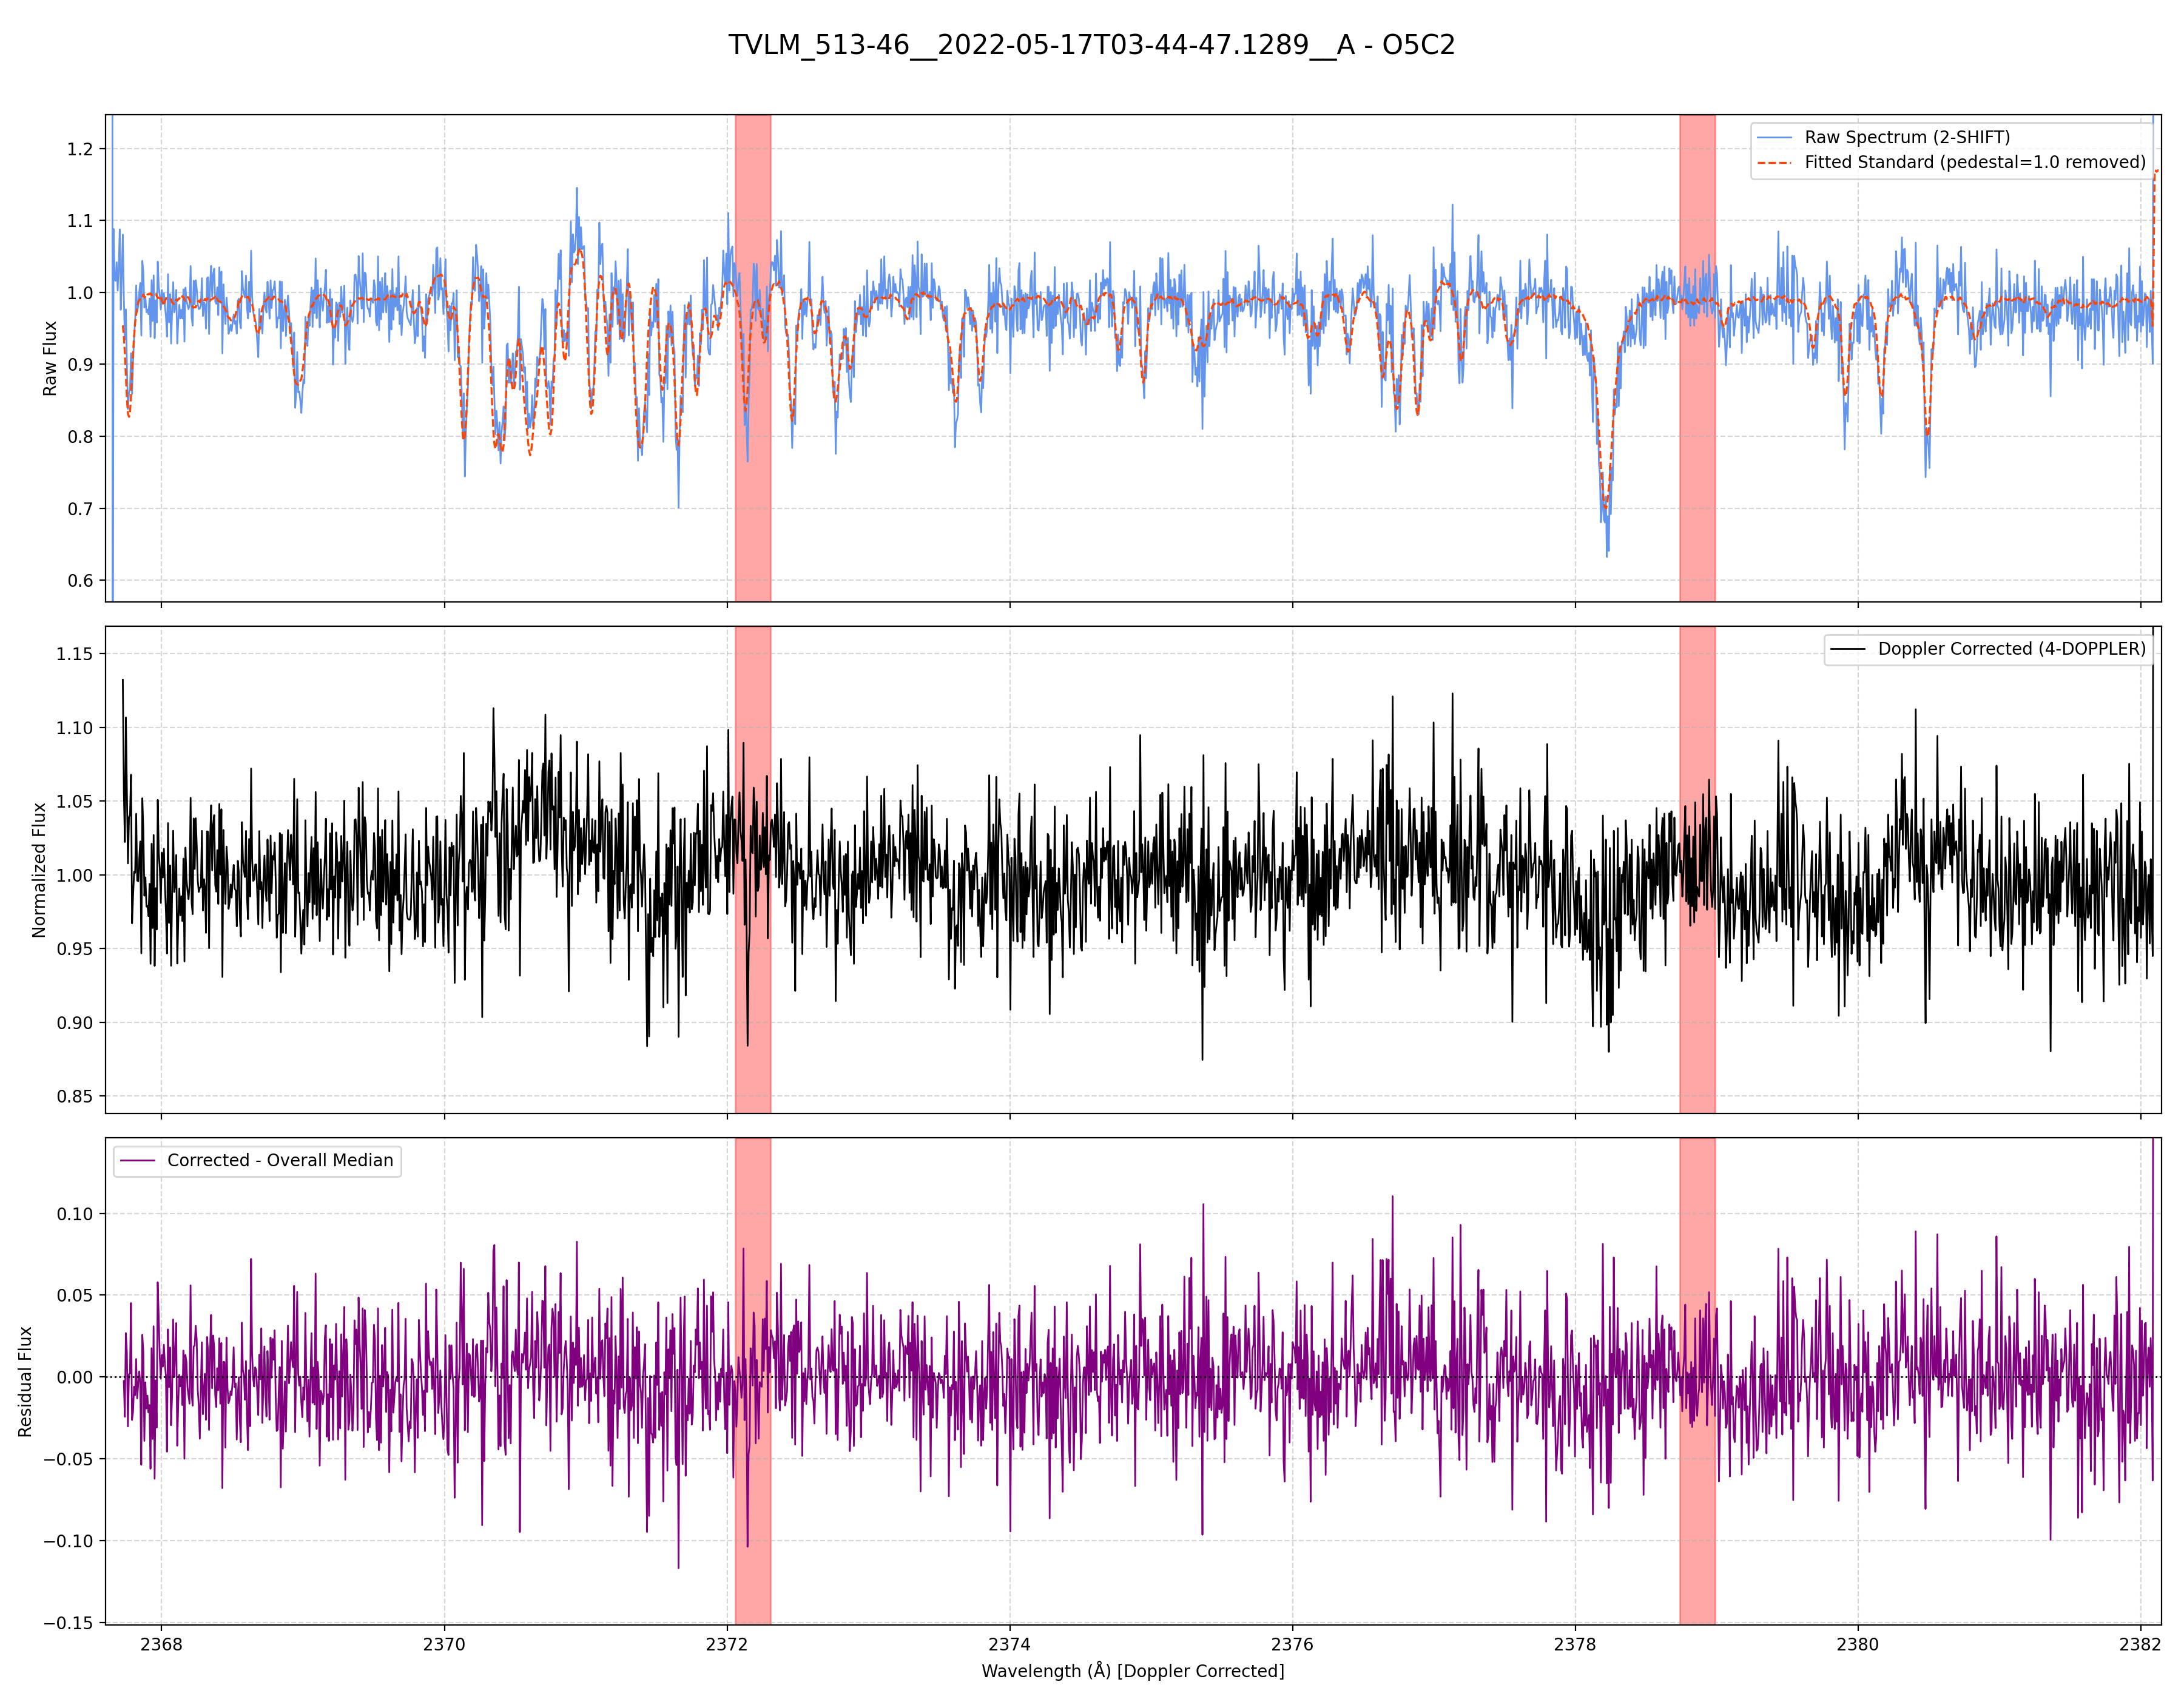 TVLM_513-46__2022-05-17T03-44-47.1289__A - O5C2
Raw Spectrum (2-SHIFT)
Fitted Standard (pedestal=1.0 removed)
1.2
1.1
1.0
0.9
0.8
0.7
0.6
Raw Flux
Doppler Corrected (4-DOPPLER)
1.15
1.10
1.05
1.00
0.95
0.90
0.85
Normalized Flux
Corrected - Overall Median
0.10
0.05
0.00
−0.05
−0.10
−0.15
Residual Flux
2368 2370 2372 2374 2376 2378 2380 2382
Wavelength (Å) [Doppler Corrected]